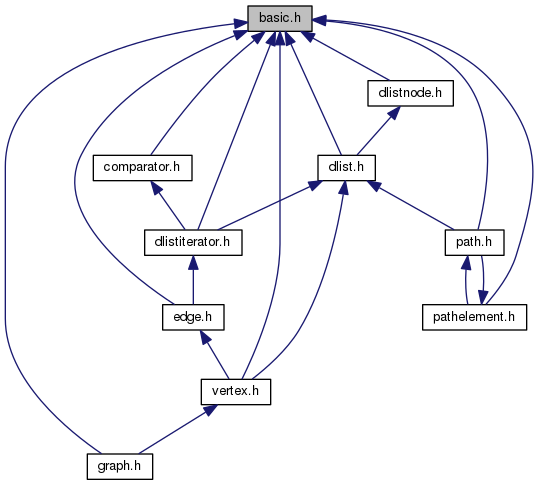 basic.h
dlistnode.h
comparator.h
dlist.h
dlistiterator.h
path.h
edge.h
pathelement.h
vertex.h
graph.h